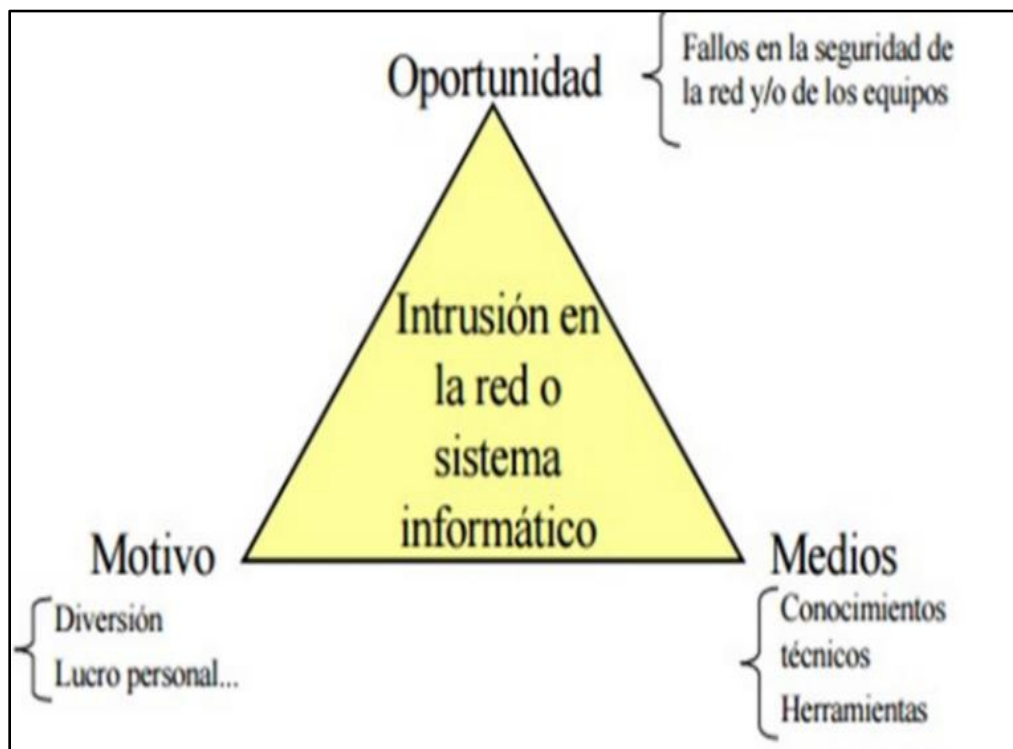 Oportunidad
Fallos en la seguridad de
la red y/o de los equipos
Intrusión en
la red o
sistema
informático
Motivo
Diversión
Lucro personal...
Medios
Conocimientos
técnicos
Herramientas